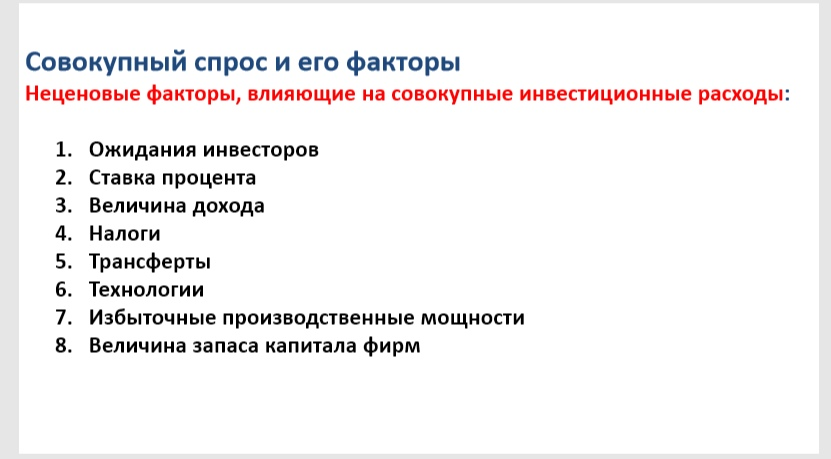 Совокупный спрос и его факторы
Неценовые факторы, влияющие на совокупные инвестиционные расходы:
1. Ожидания инвесторов
2. Ставка процента
3. Величина дохода
4. Налоги
5. Трансферты
6. Технологии
7. Избыточные производственные мощности
8. Величина запаса капитала фирм